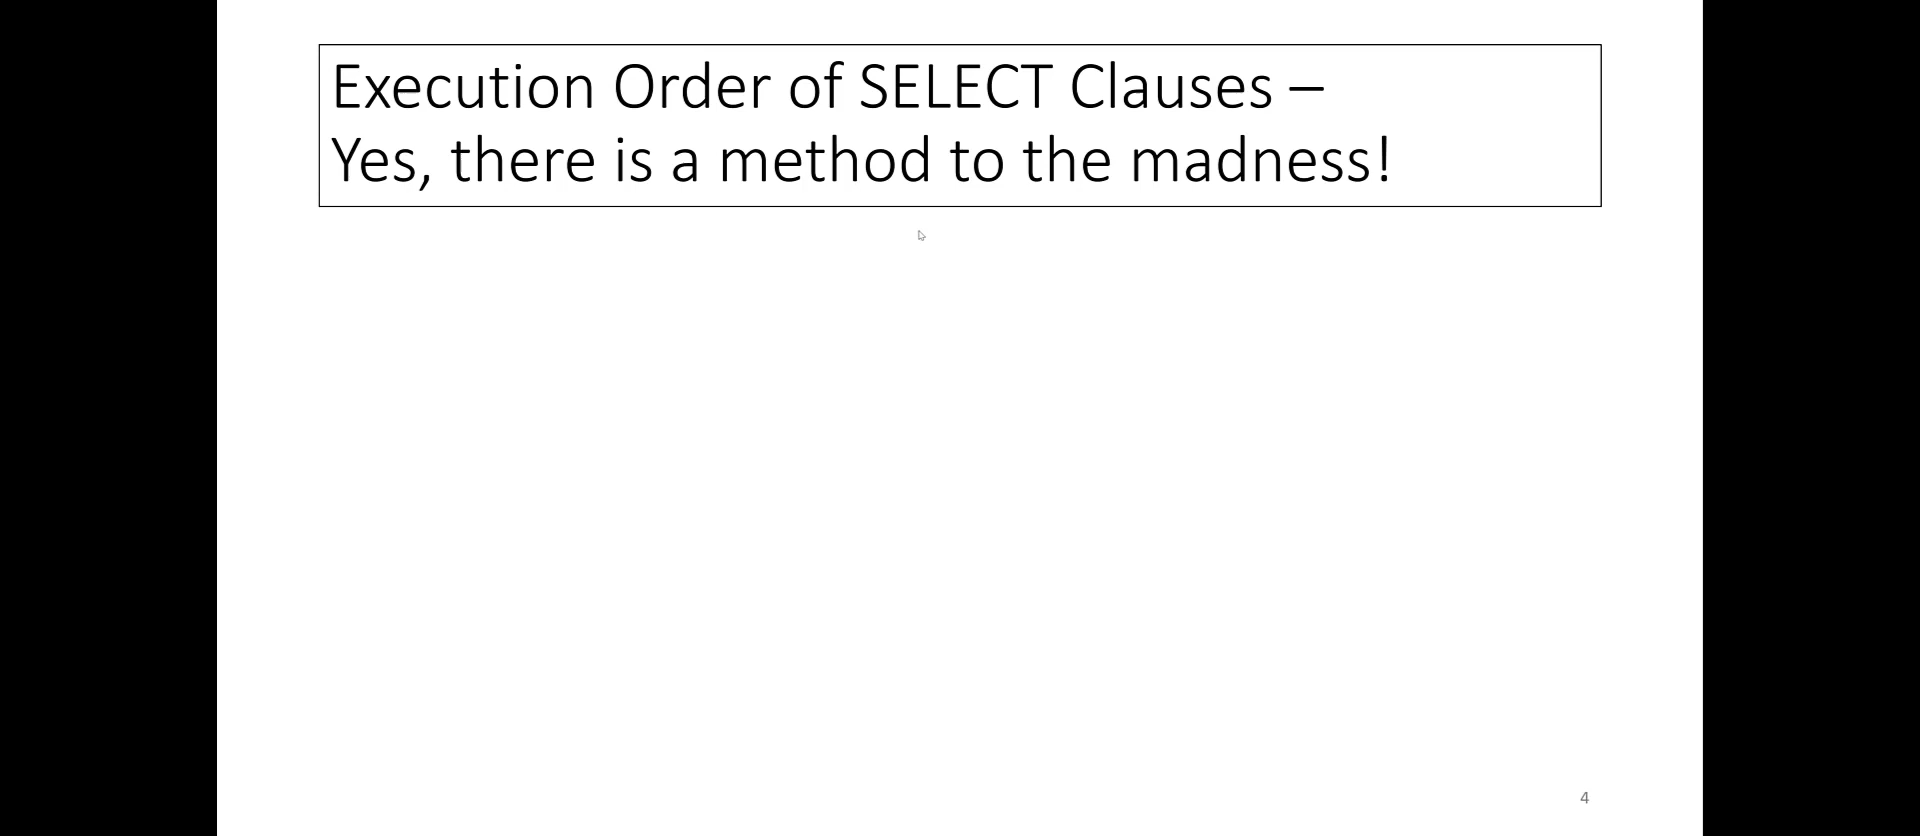 Execution Order of SELECT Clauses –
Yes, there is a method to the madness!
4